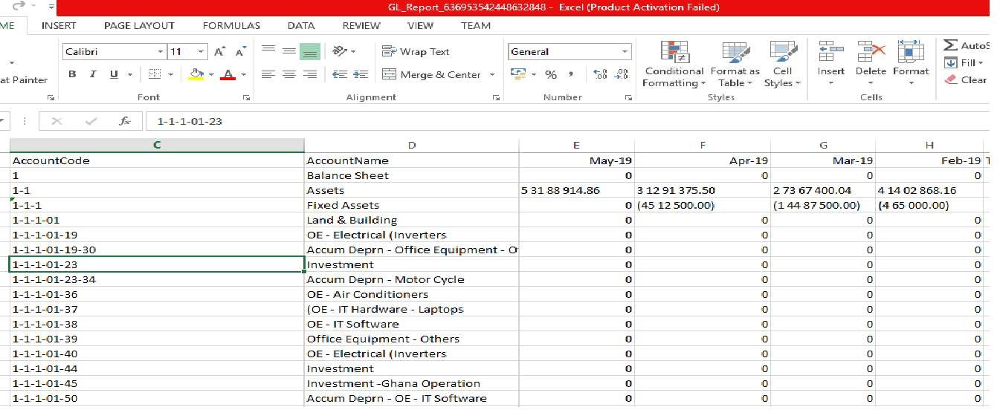 GL_Report_636953542448632848 - Excel (Product Activation Failed)
ME INSERT PAGE LAYOUT FORMULAS DATA REVIEW VIEW TEAM
Calibri 11 A A Wrap Text General AutoS
at Painter B I U A Merge & Center % , Conditional Formatting Format as Table Cell Styles Insert Delete Format Fill Clear
Font Alignment Number Styles Cells
fx 1-1-1-01-23
C D E F G H
AccountCode AccountName May-19 Apr-19 Mar-19 Feb-19 T
1 Balance Sheet 0 0 0 0
1-1 Assets 5 31 88 914.86 3 12 91 375.50 2 73 67 400.04 4 14 02 868.16
1-1-1 Fixed Assets 0 (45 12 500.00) (1 44 87 500.00) (4 65 000.00)
1-1-1-01 Land & Building 0 0 0 0
1-1-1-01-19 OE - Electrical (Inverters 0 0 0 0
1-1-1-01-19-30 Accum Deprn - Office Equipment - O 0 0 0 0
1-1-1-01-23 Investment 0 0 0 0
1-1-1-01-23-34 Accum Deprn - Motor Cycle 0 0 0 0
1-1-1-01-36 OE - Air Conditioners 0 0 0 0
1-1-1-01-37 (OE - IT Hardware - Laptops 0 0 0 0
1-1-1-01-38 OE - IT Software 0 0 0 0
1-1-1-01-39 Office Equipment - Others 0 0 0 0
1-1-1-01-40 OE - Electrical (Inverters 0 0 0 0
1-1-1-01-44 Investment 0 0 0 0
1-1-1-01-45 Investment -Ghana Operation 0 0 0 0
1-1-1-01-50 Accum Deprn - OE - IT Software 0 0 0 0